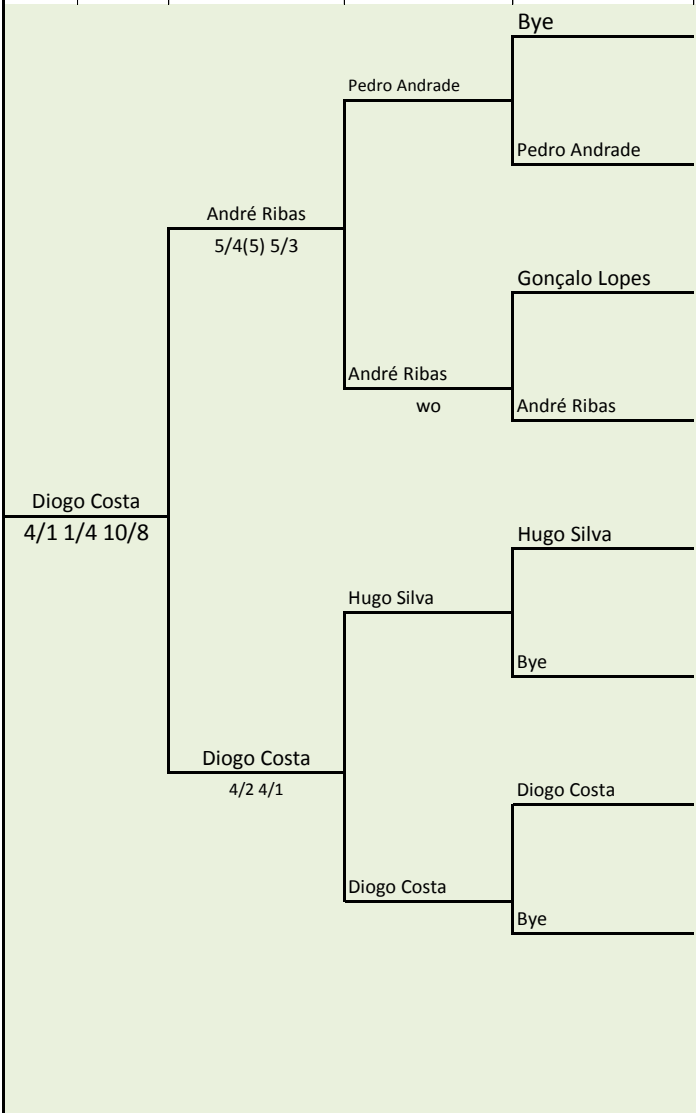 Bye
Pedro Andrade
Pedro Andrade
André Ribas
5/4(5) 5/3
Gonçalo Lopes
André Ribas
wo
André Ribas
Diogo Costa
4/1 1/4 10/8
Hugo Silva
Hugo Silva
Bye
Diogo Costa
4/2 4/1
Diogo Costa
Diogo Costa
Bye